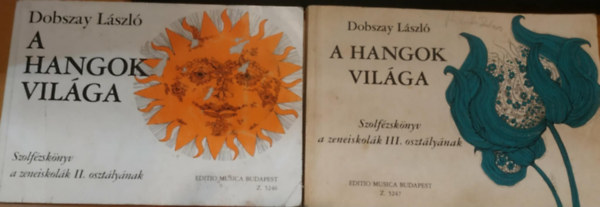 Dobszay László
A
HANGOK
VILÁGA
Szolfézskönyv
a zeneiskolák II. osztályának
EDITIO MUSICA BUDAPEST
Dobszay László
A HANGOK
VILÁGA
Szolfézskönyv
a zeneiskolák III. osztályának
EDITIO MUSICA BUDAPEST
Z. 5247